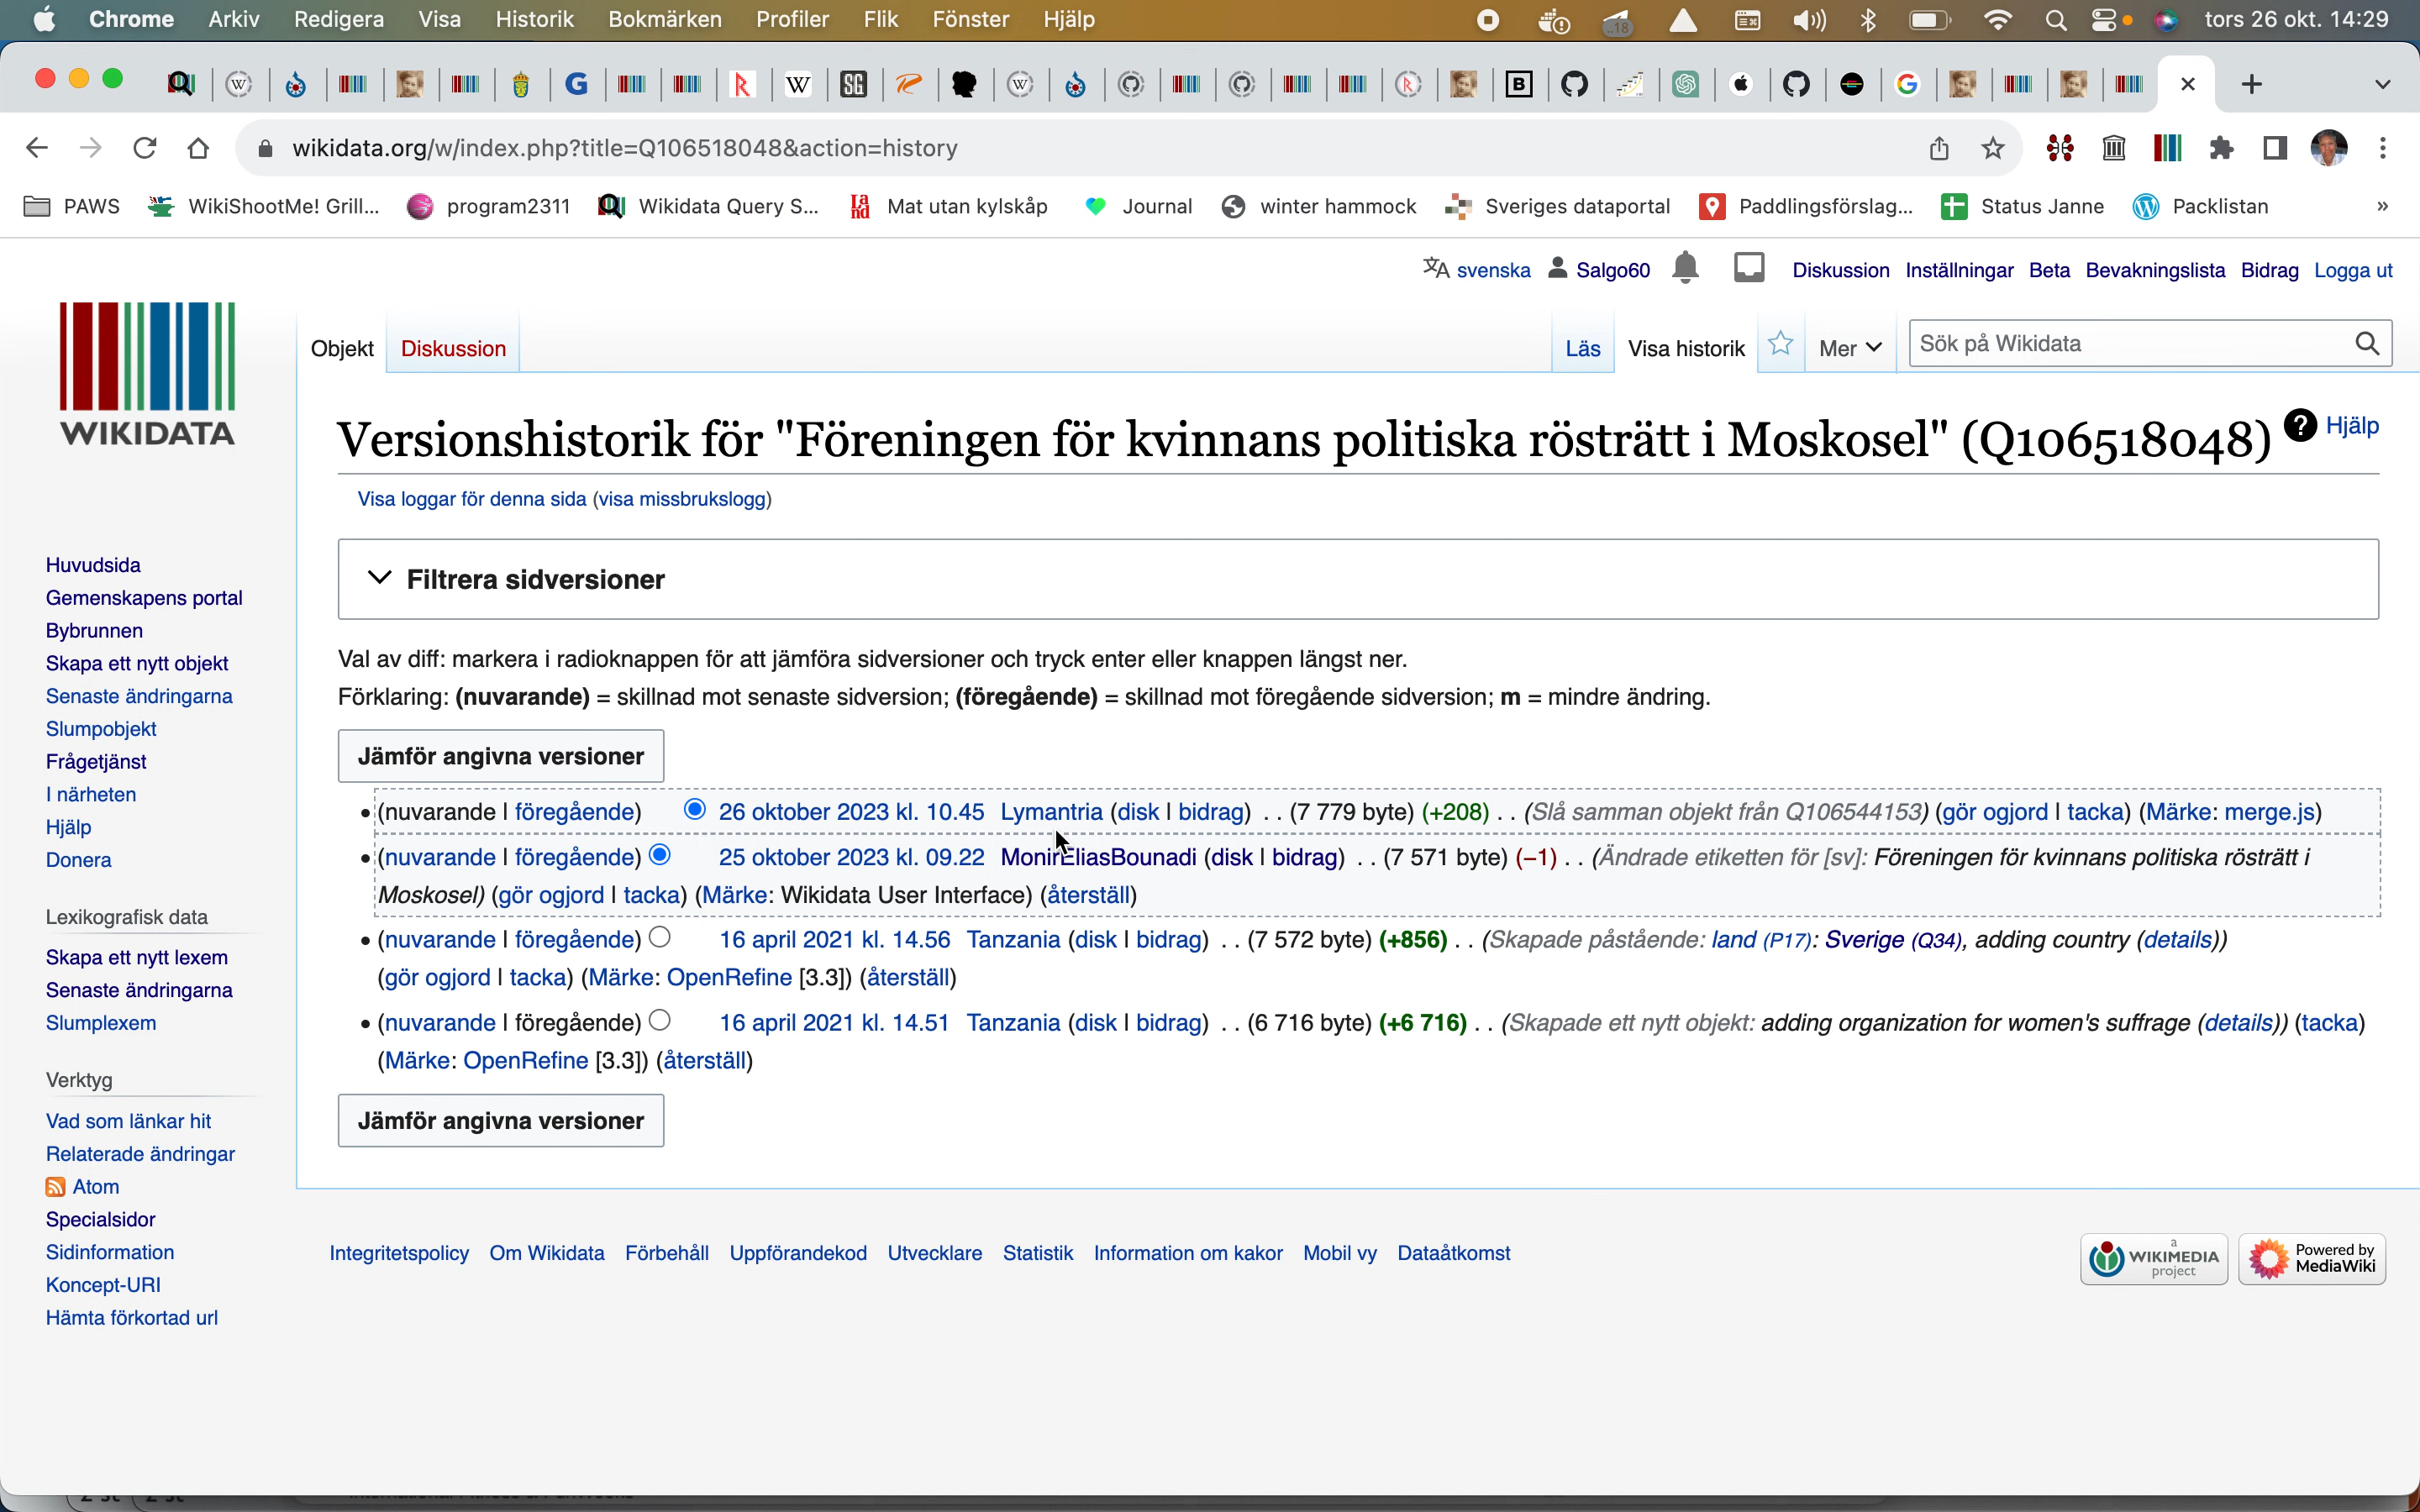 Chrome Arkiv Redigera Visa Historik Bokmärken Profiler Flik Fönster Hjälp tors 26 okt. 14:29
wikidata.org/w/index.php?title=Q106518048&action=history
PAWS WikiShootMe! Grill... program2311 Wikidata Query S... Mat utan kylskåp Journal winter hammock Sveriges dataportal Paddlingsförslag... Status Janne Packlistan »
svenska Salgo60 Diskussion Inställningar Beta Bevakningslista Bidrag Logga ut
WIKIDATA
Objekt Diskussion Läs Visa historik Mer Sök på Wikidata
Versionshistorik för "Föreningen för kvinnans politiska rösträtt i Moskosel" (Q106518048)
Hjälp
Visa loggar för denna sida (visa missbrukslogg)
Filtrera sidversioner
Val av diff: markera i radioknappen för att jämföra sidversioner och tryck enter eller knappen längst ner.
Förklaring: (nuvarande) = skillnad mot senaste sidversion; (föregående) = skillnad mot föregående sidversion; m = mindre ändring.
Jämför angivna versioner
• (nuvarande | föregående) 26 oktober 2023 kl. 10.45 Lymantria (disk | bidrag) . . (7 779 byte) (+208) . . (Slå samman objekt från Q106544153) (gör ogjord | tacka) (Märke: merge.js)
• (nuvarande | föregående) 25 oktober 2023 kl. 09.22 MonirEliasBounadi (disk | bidrag) . . (7 571 byte) (−1) . . (Ändrade etiketten för [sv]: Föreningen för kvinnans politiska rösträtt i
Moskosel) (gör ogjord | tacka) (Märke: Wikidata User Interface) (återställ)
• (nuvarande | föregående) 16 april 2021 kl. 14.56 Tanzania (disk | bidrag) . . (7 572 byte) (+856) . . (Skapade påstående: land (P17): Sverige (Q34), adding country (details))
(gör ogjord | tacka) (Märke: OpenRefine [3.3]) (återställ)
• (nuvarande | föregående) 16 april 2021 kl. 14.51 Tanzania (disk | bidrag) . . (6 716 byte) (+6 716) . . (Skapade ett nytt objekt: adding organization for women's suffrage (details)) (tacka)
(Märke: OpenRefine [3.3]) (återställ)
Jämför angivna versioner
Huvudsida
Gemenskapens portal
Bybrunnen
Skapa ett nytt objekt
Senaste ändringarna
Slumpobjekt
Frågetjänst
I närheten
Hjälp
Donera
Lexikografisk data
Skapa ett nytt lexem
Senaste ändringarna
Slumplexem
Verktyg
Vad som länkar hit
Relaterade ändringar
Atom
Specialsidor
Sidinformation
Koncept-URI
Hämta förkortad url
Integritetspolicy Om Wikidata Förbehåll Uppförandekod Utvecklare Statistik Information om kakor Mobil vy Dataåtkomst
a
WIKIMEDIA
project
Powered by
MediaWiki